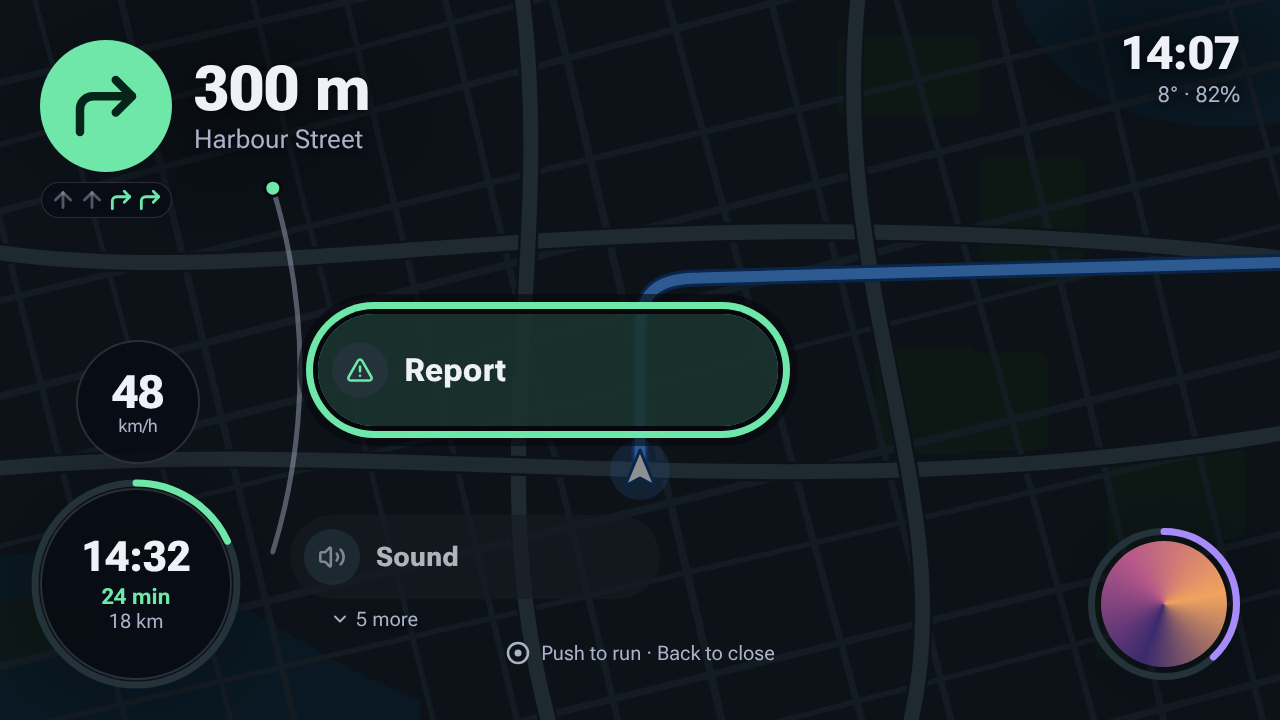 300 m
Harbour Street
14:07
8° · 82%
48
km/h
Report
14:32
24 min
18 km
Sound
5 more
Push to run · Back to close